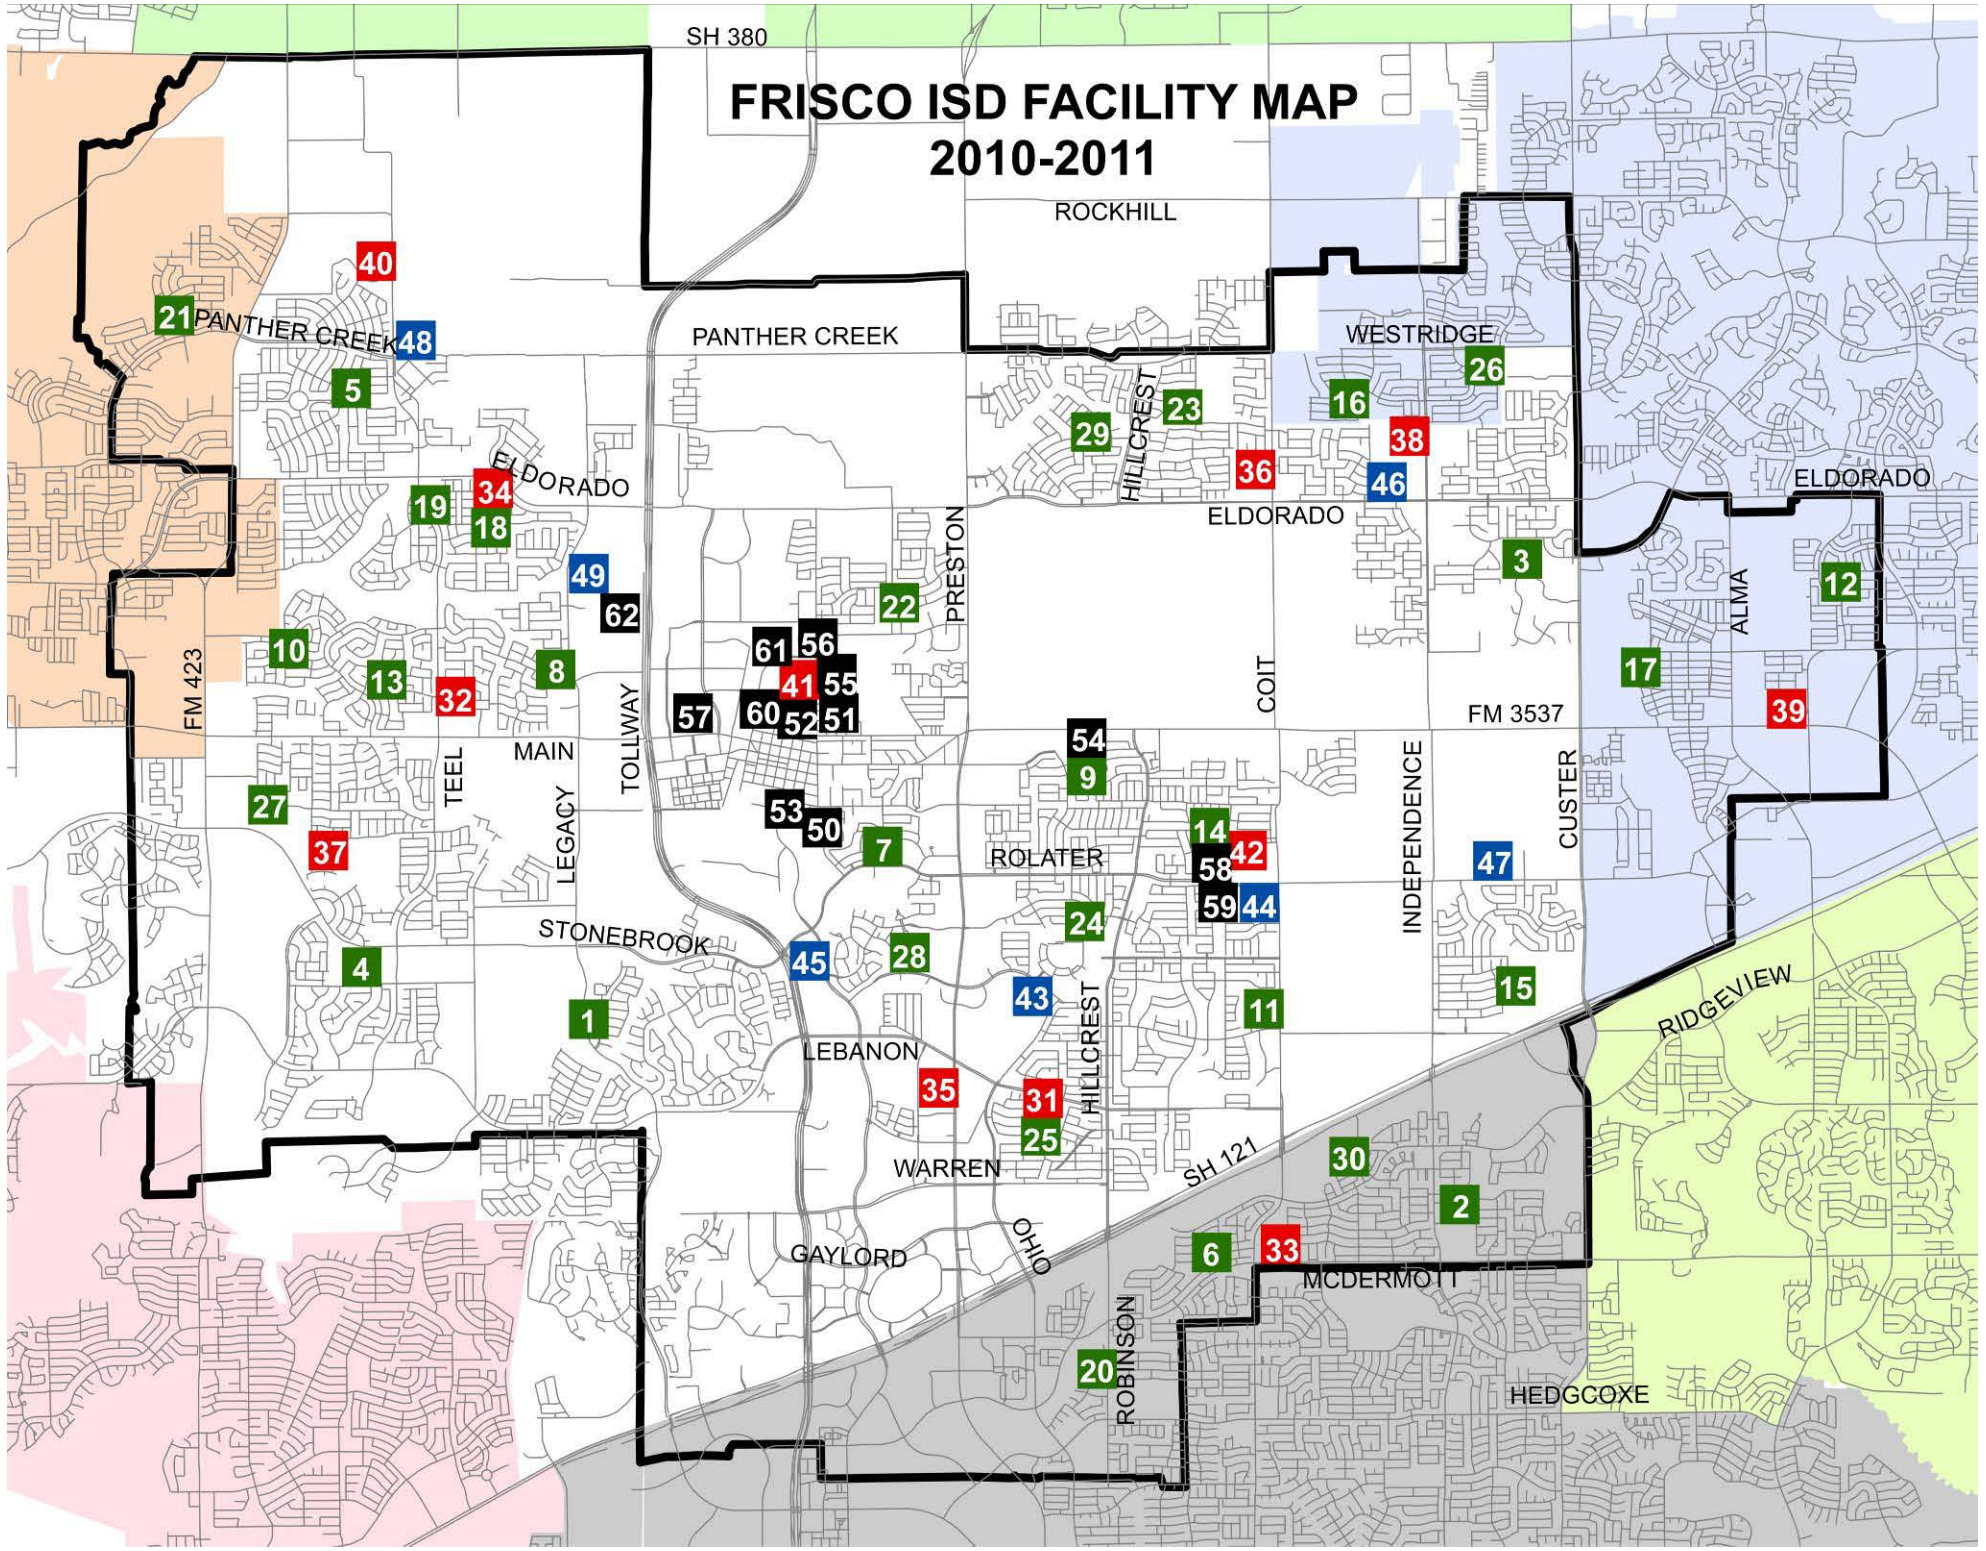 SH 380
FRISCO ISD FACILITY MAP
2010-2011
ROCKHILL
40
21
PANTHER CREEK
48
PANTHER CREEK
WESTRIDGE
26
5
16
23
HILLCREST
29
38
36
46
ELDORADO
ELDORADO
34
19
18
ELDORADO
PRESTON
3
49
62
22
ALMA
12
10
13
32
8
61
56
41
55
57
60
52
51
17
COIT
39
FM 423
TOLLWAY
FM 3537
54
9
MAIN
TEEL
LEGACY
INDEPENDENCE
CUSTER
27
37
53
50
7
ROLATER
14
42
58
47
59
44
24
STONEBROOK
45
28
4
43
HILLCREST
11
15
1
RIDGEVIEW
LEBANON
35
31
25
WARREN
SH 121
30
2
OHIO
GAYLORD
6
33
MCDERMOTT
ROBINSON
20
HEDGCOXE